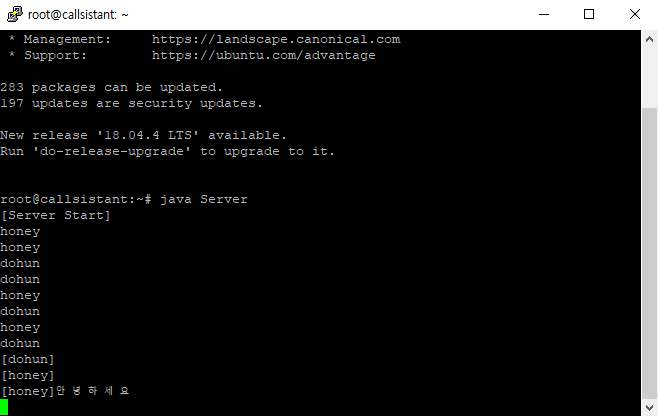 root@callsistant: ~
* Management:     https://landscape.canonical.com
* Support:        https://ubuntu.com/advantage
283 packages can be updated.
197 updates are security updates.
New release '18.04.4 LTS' available.
Run 'do-release-upgrade' to upgrade to it.
root@callsistant:~# java Server
[Server Start]
honey
honey
dohun
dohun
honey
dohun
honey
dohun
[dohun]
[honey]
[honey]안 녕 하 세 요